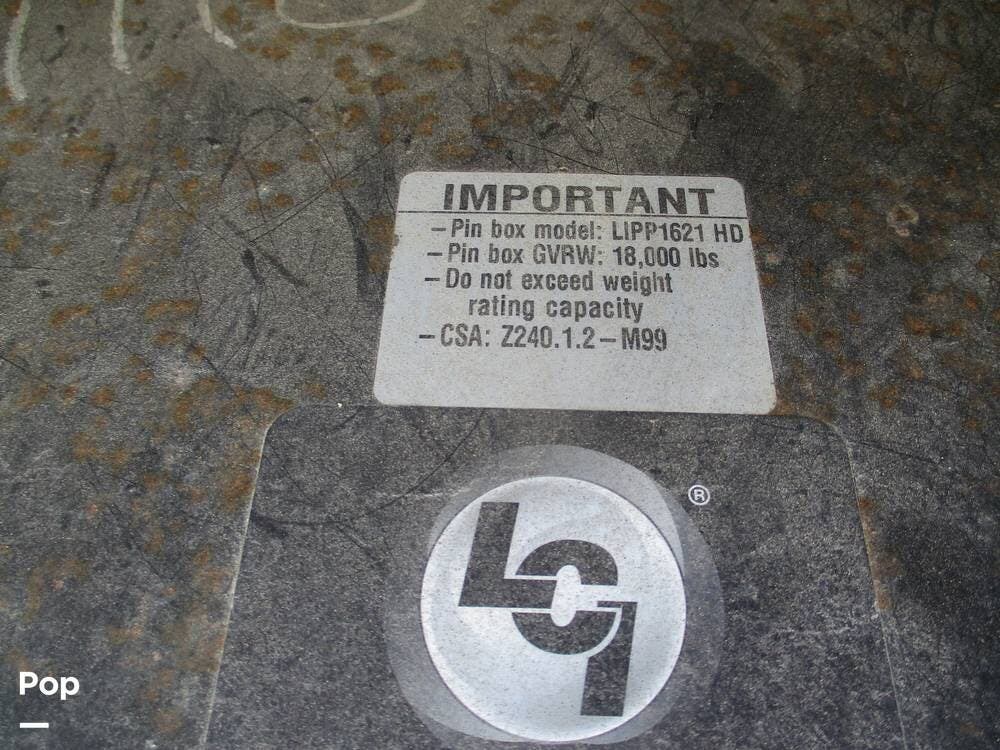 IMPORTANT
– Pin box model: LIPP1621 HD
– Pin box GVRW: 18,000 lbs
– Do not exceed weight
rating capacity
– CSA: Z240.1.2 – M99
®
LCI
Pop